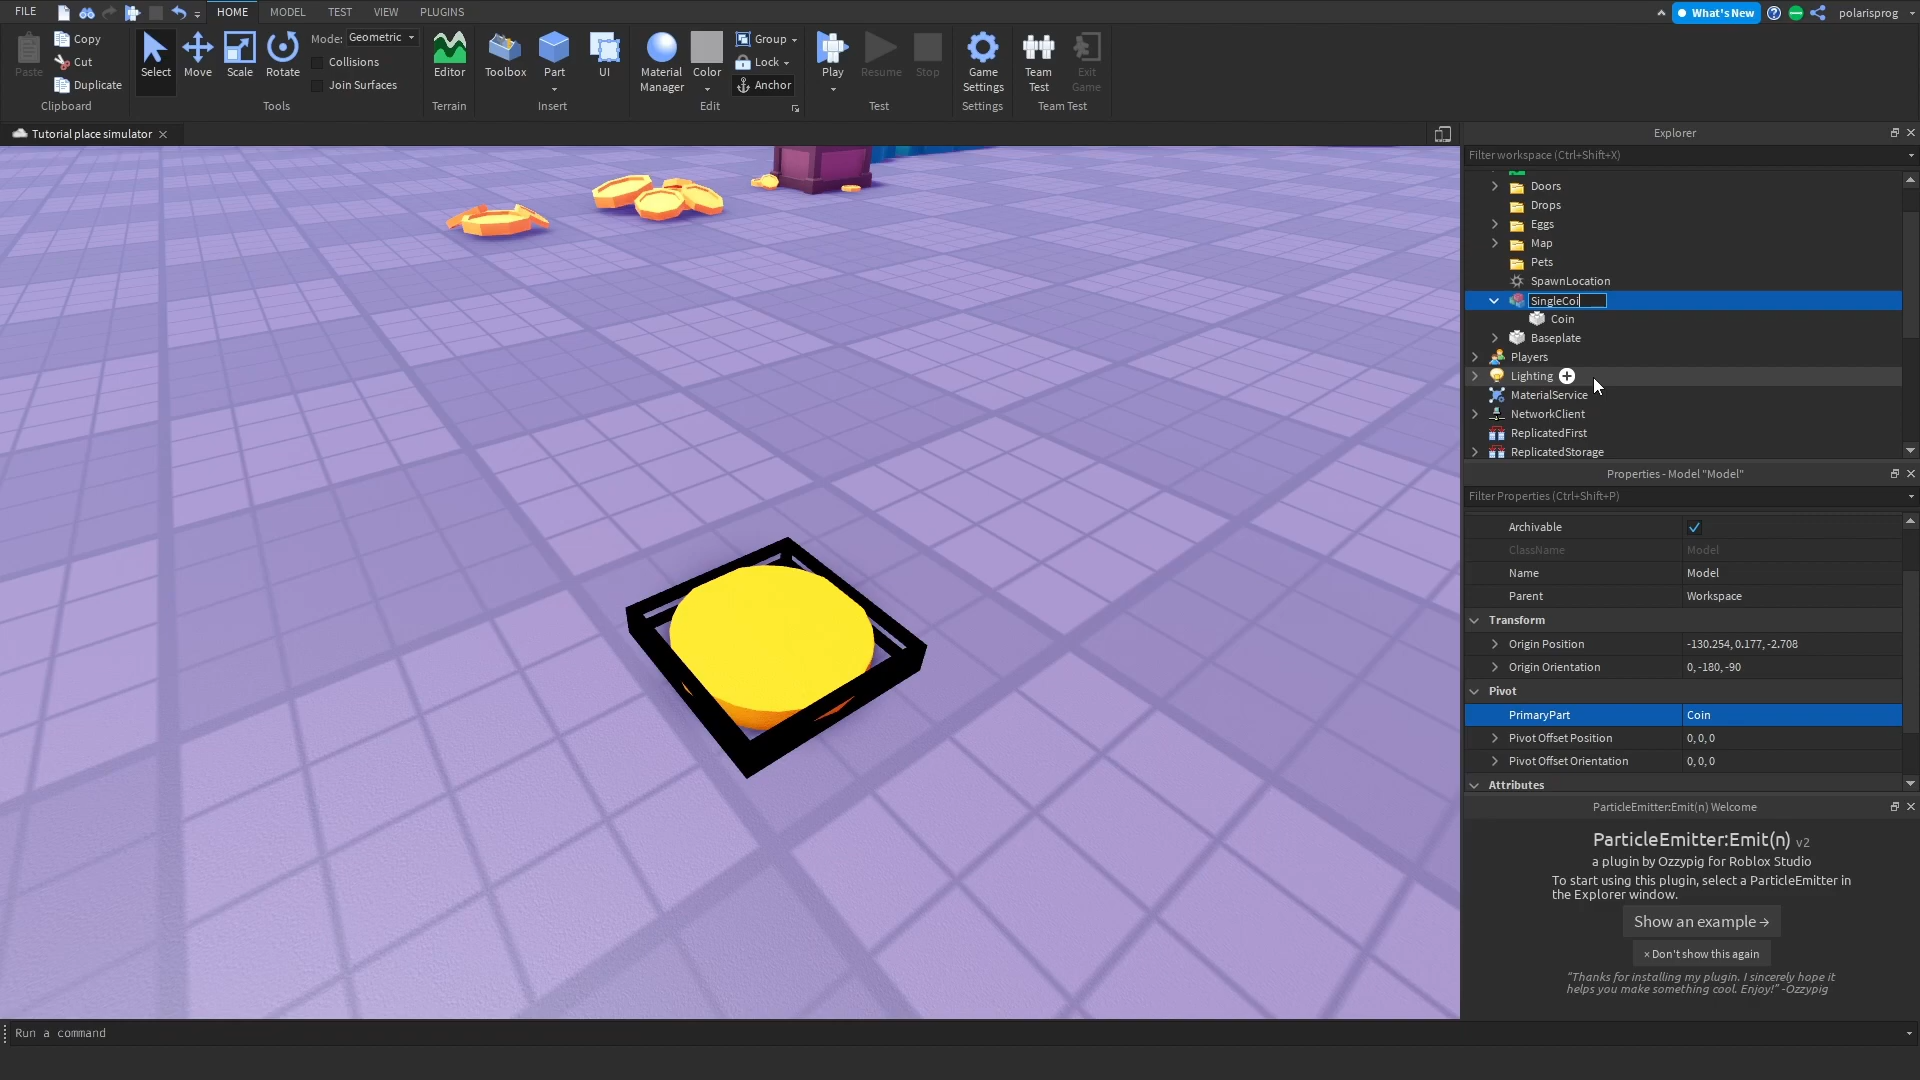 FILE HOME MODEL TEST VIEW PLUGINS What's New polarisprog
Paste Copy Cut Duplicate Clipboard
Select Move Scale Rotate Mode: Geometric Collisions Join Surfaces Tools
Editor Terrain
Toolbox Part UI Insert
Material Manager Color Group Lock Anchor Edit
Play Resume Stop Test
Game Settings Settings
Team Test Exit Game Team Test
Tutorial place simulator
Explorer
Filter workspace (Ctrl+Shift+X)
Doors
Drops
Eggs
Map
Pets
SpawnLocation
SingleCoi
Coin
Baseplate
Players
Lighting
MaterialService
NetworkClient
ReplicatedFirst
ReplicatedStorage
Properties - Model "Model"
Filter Properties (Ctrl+Shift+P)
Archivable
ClassName Model
Name Model
Parent Workspace
Transform
Origin Position -130.254, 0.177, -2.708
Origin Orientation 0, -180, -90
Pivot
PrimaryPart Coin
Pivot Offset Position 0, 0, 0
Pivot Offset Orientation 0, 0, 0
Attributes
ParticleEmitter:Emit(n) Welcome
ParticleEmitter:Emit(n) v2
a plugin by Ozzypig for Roblox Studio
To start using this plugin, select a ParticleEmitter in
the Explorer window.
Show an example →
× Don't show this again
"Thanks for installing my plugin. I sincerely hope it
helps you make something cool. Enjoy!" -Ozzypig
Run a command